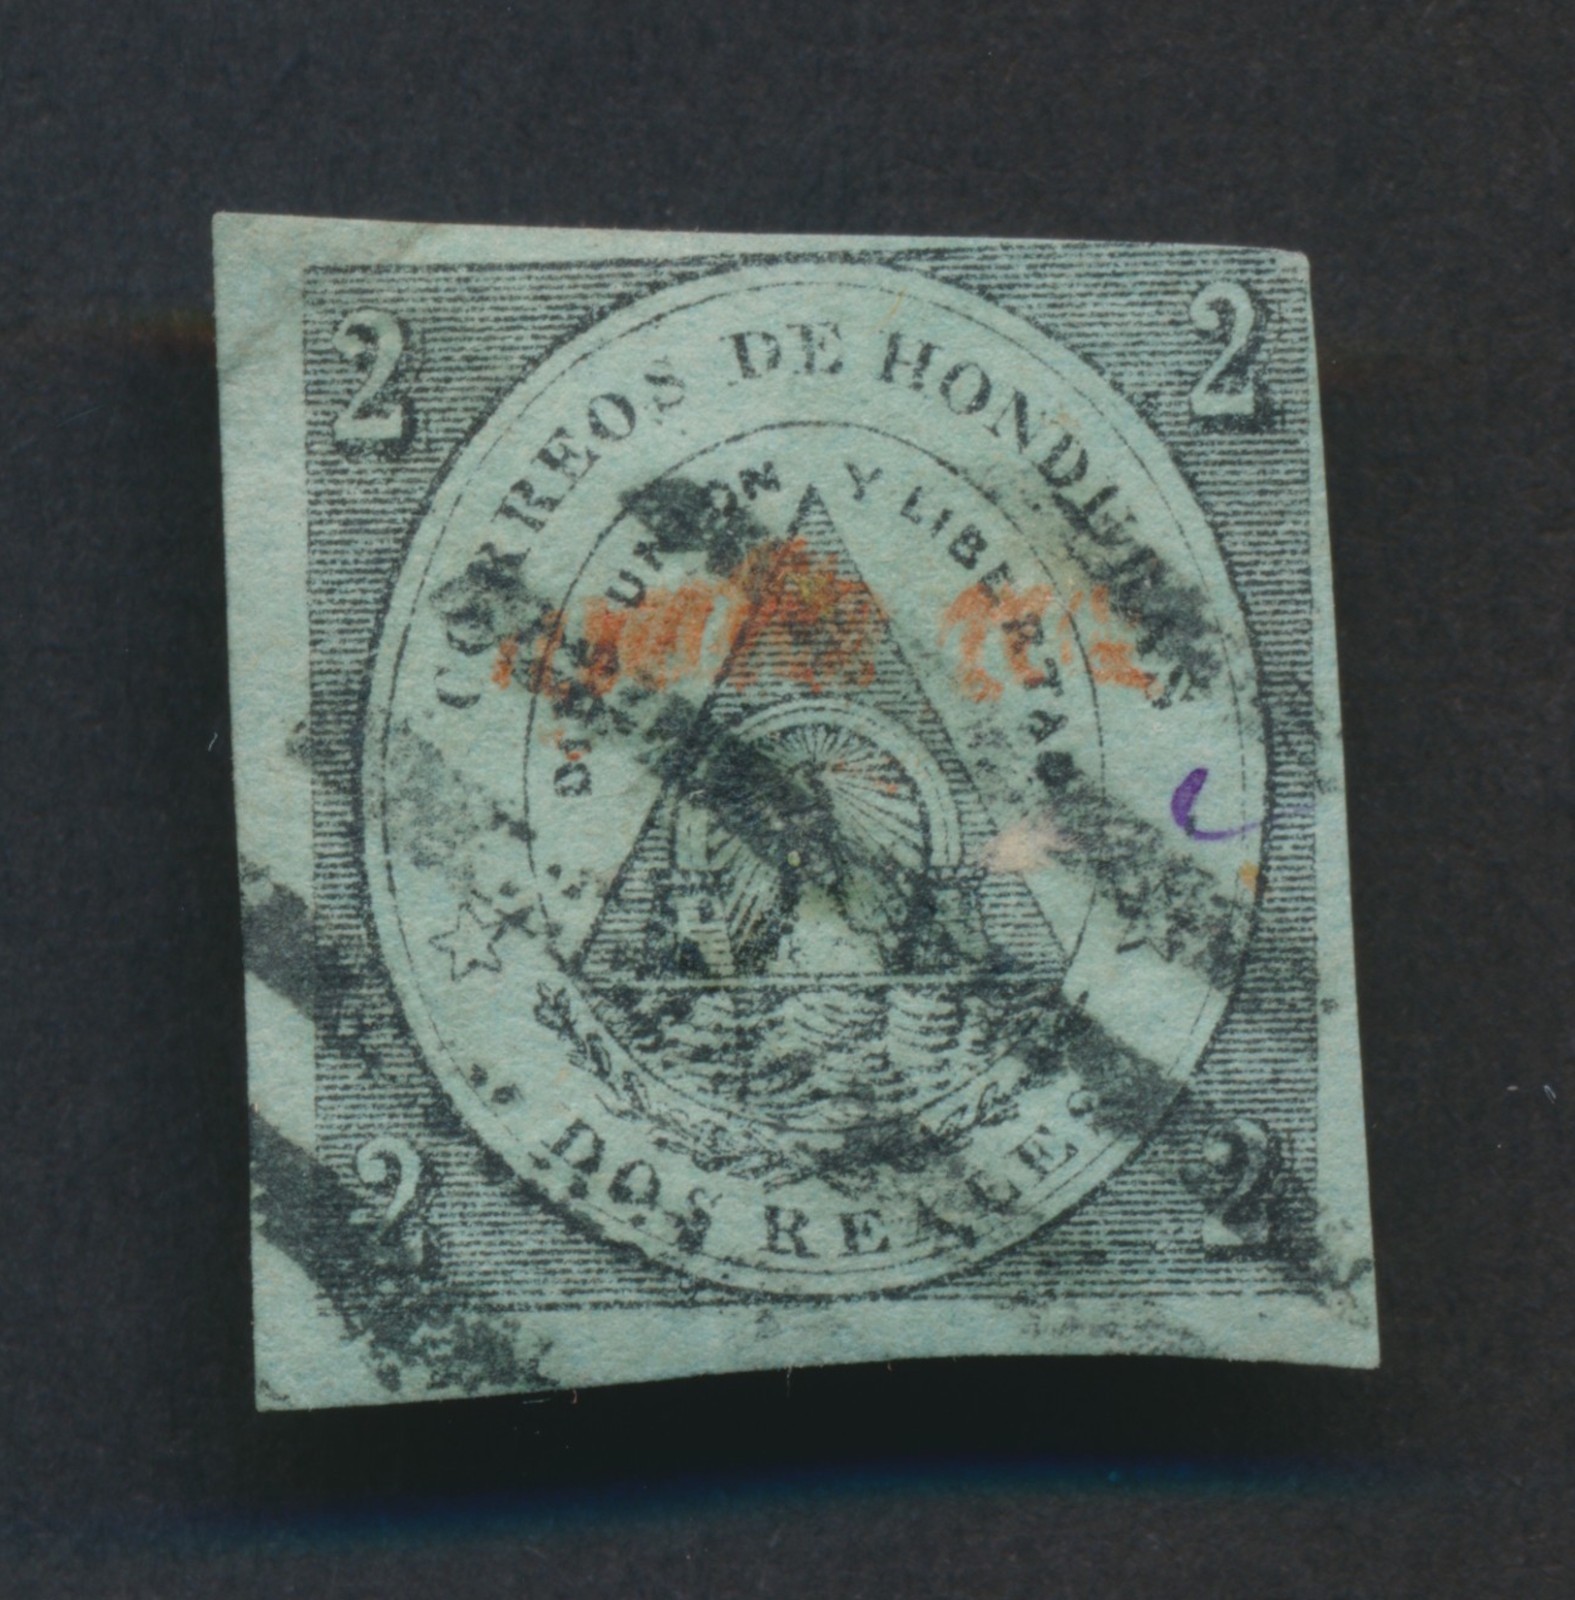 2 2
CORREOS DE HONDURAS
DIOS UNION Y LIBERTAD
DOS REALES
2 2